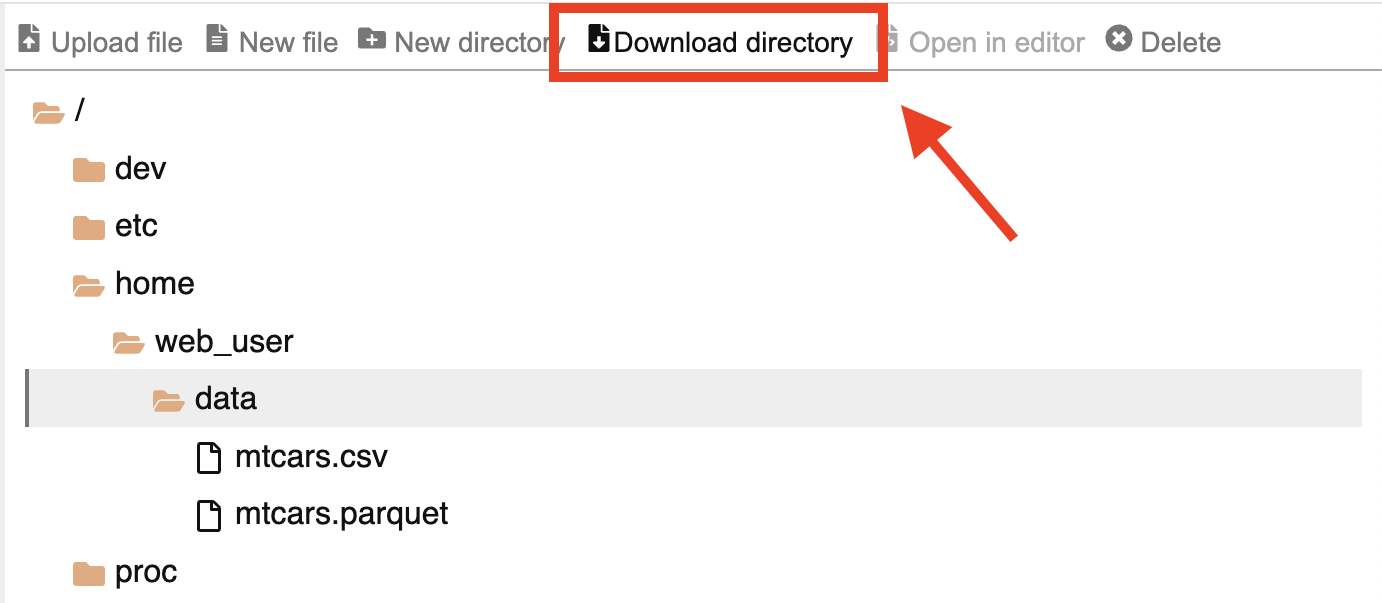 Upload file New file New directory Download directory Open in editor Delete
/
dev
etc
home
web_user
data
mtcars.csv
mtcars.parquet
proc